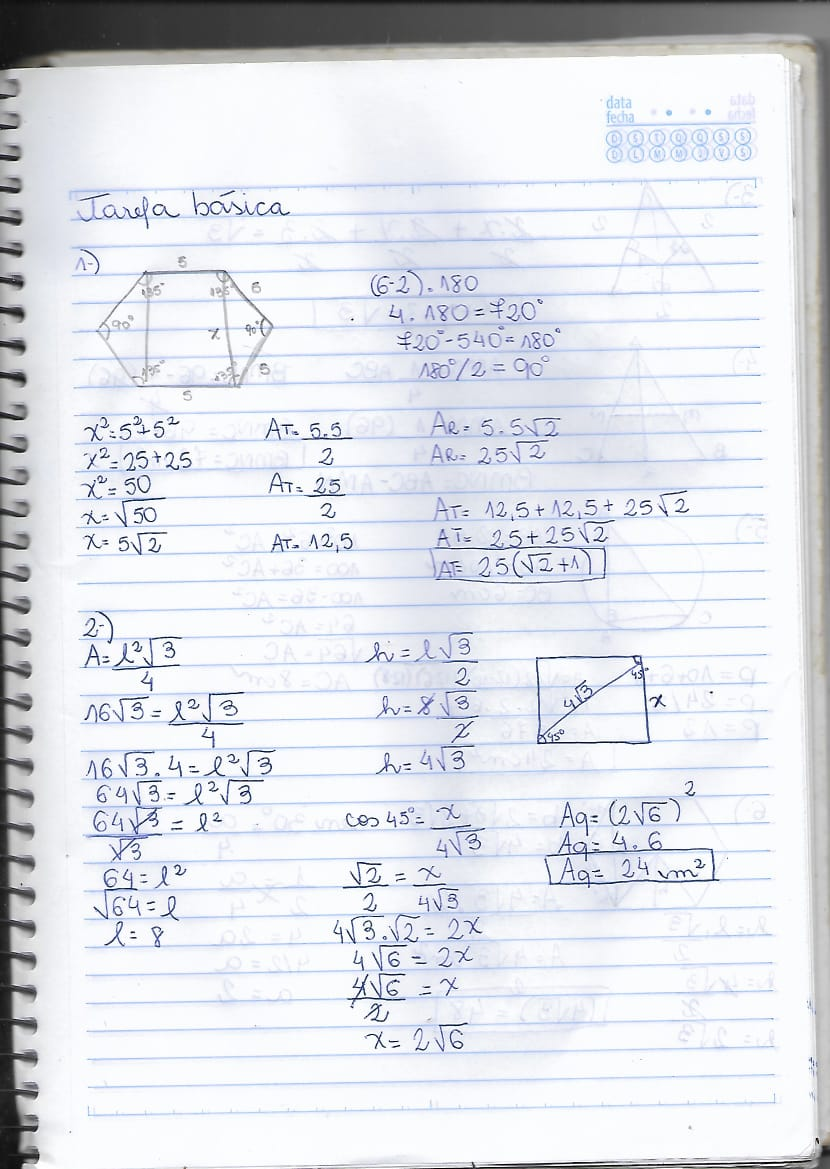 data
fecha
D S T Q Q S S
D L M M J V S
Tarefa básica
1-)
5
135° 135° 5
90° x 90°
135° 135° 5
5
(6-2).180
4.180=720°
720°-540°=180°
180°/2=90°
x²=5²+5²
x²=25+25
x²=50
x=√50
x=5√2
AT=5.5/2
AT=25/2
AT=12,5
AR=5.5√2
AR=25√2
AT=12,5+12,5+25√2
AT=25+25√2
AT=25(√2+1)
2-)
A=l²√3/4
16√3=l²√3/4
16√3.4=l²√3
64√3=l²√3
64√3/√3=l²
64=l²
√64=l
l=8
h=l√3/2
h=8√3/2
h=4√3
45°
4√3 x
45°
cos 45°=x/4√3
√2/2=x/4√3
4√3.√2=2x
4√6=2x
4√6/2=x
x=2√6
Aq=(2√6)²
Aq=4.6
Aq=24 cm²